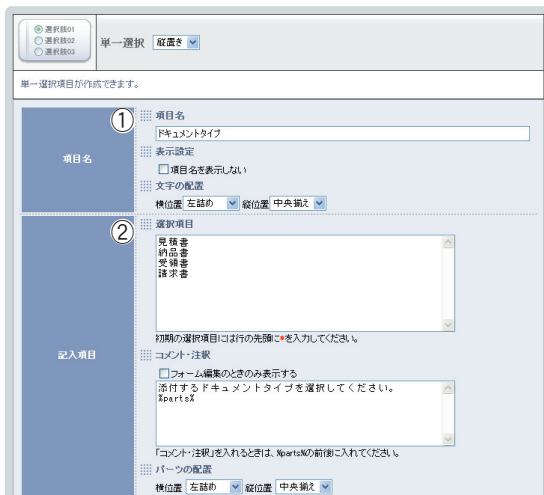 選択肢01
選択肢02
選択肢03
単一選択 縦置き
単一選択項目が作成できます。
① 項目名
ドキュメントタイプ
項目名
表示設定
項目名を表示しない
文字の配置
横位置 左詰め 縦位置 中央揃え
② 選択項目
見積書
納品書
受領書
請求書
初期の選択項目には行の先頭に*を入力してください。
記入項目
コメント・注釈
フォーム編集のときのみ表示する
添付するドキュメントタイプを選択してください。
%parts%
「コメント・注釈」を入れるときは、%parts%の前後に入れてください。
パーツの配置
横位置 左詰め 縦位置 中央揃え